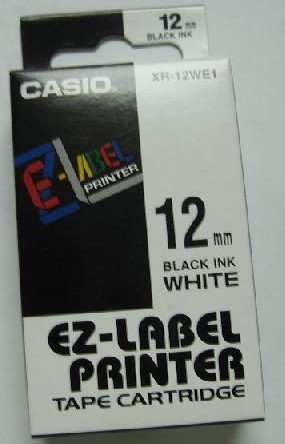 12 mm
BLACK INK
CASIO
XR-12WE1
EZ-LABEL
PRINTER
12 mm
BLACK INK
WHITE
EZ-LABEL
PRINTER
TAPE CARTRIDGE